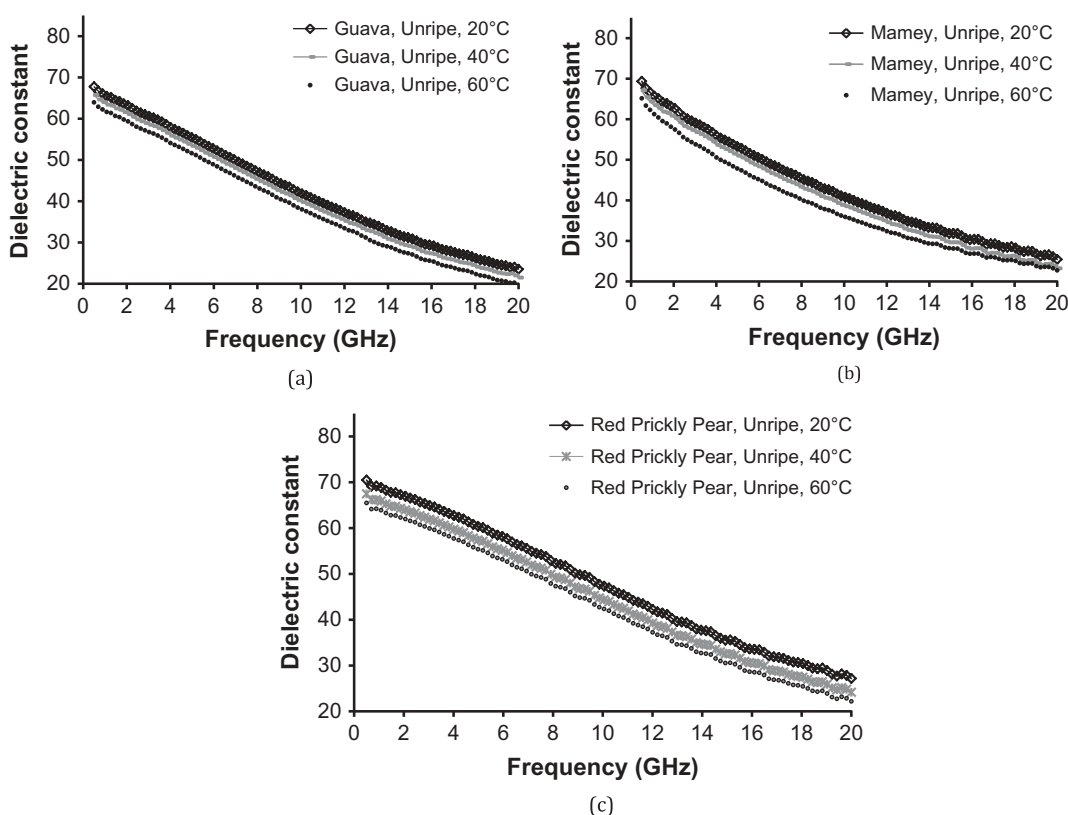 Dielectric constant
80
70
60
50
40
30
20
0 2 4 6 8 10 12 14 16 18 20
Frequency (GHz)
Guava, Unripe, 20°C
Guava, Unripe, 40°C
Guava, Unripe, 60°C
(a)
Dielectric constant
80
70
60
50
40
30
20
0 2 4 6 8 10 12 14 16 18 20
Frequency (GHz)
Mamey, Unripe, 20°C
Mamey, Unripe, 40°C
Mamey, Unripe, 60°C
(b)
Dielectric constant
80
70
60
50
40
30
20
0 2 4 6 8 10 12 14 16 18 20
Frequency (GHz)
Red Prickly Pear, Unripe, 20°C
Red Prickly Pear, Unripe, 40°C
Red Prickly Pear, Unripe, 60°C
(c)